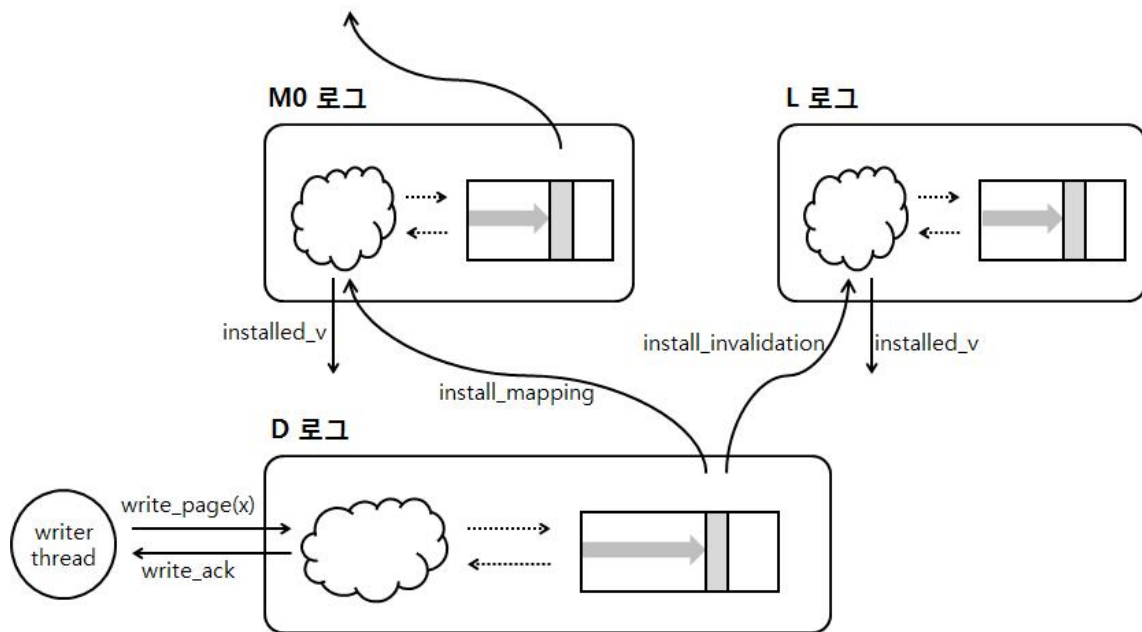 M0 로그
L 로그
installed_v
install_mapping
install_invalidation
installed_v
D 로그
writer
thread
write_page(x)
write_ack